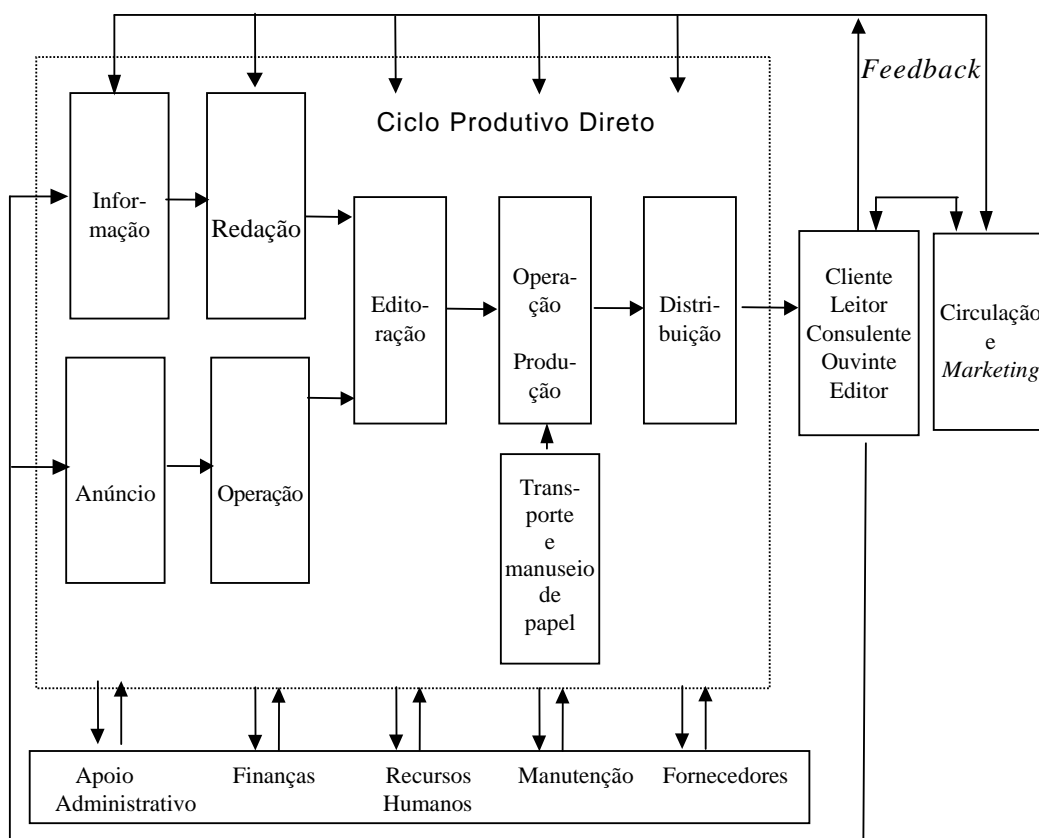 Feedback
Ciclo Produtivo Direto
Infor-
mação
Redação
Edito-
ração
Opera-
ção
Produ-
ção
Distri-
buição
Cliente
Leitor
Consulente
Ouvinte
Editor
Circulação
e
Marketing
Anúncio
Operação
Trans-
porte
e
manuseio
de
papel
Apoio
Administrativo
Finanças
Recursos
Humanos
Manutenção
Fornecedores